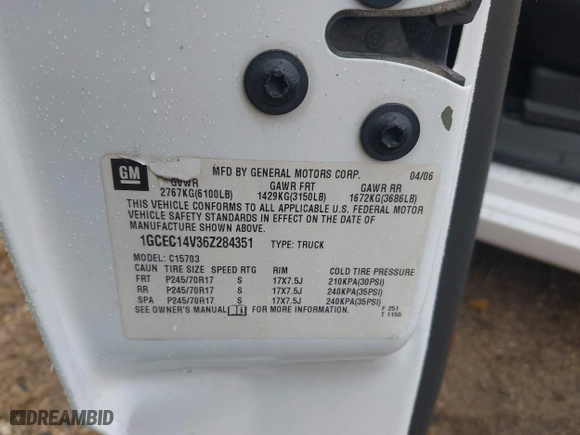 GM
MFD BY GENERAL MOTORS CORP. 04/06
GVWR GAWR FRT GAWR RR
2767KG(6100LB) 1429KG(3150LB) 1672KG(3686LB)
THIS VEHICLE CONFORMS TO ALL APPLICABLE U.S. FEDERAL MOTOR
VEHICLE SAFETY STANDARDS IN EFFECT ON THE DATE OF
MANUFACTURE SHOWN ABOVE.
1GCEC14V36Z284351 TYPE: TRUCK
MODEL: C15703
CAUN TIRE SIZE SPEED RTG RIM COLD TIRE PRESSURE
FRT P245/70R17 S 17X7.5J 210KPA(30PSI)
RR P245/70R17 S 17X7.5J 240KPA(35PSI)
SPA P245/70R17 S 17X7.5J 240KPA(35PSI)
SEE OWNER'S MANUAL FOR MORE INFORMATION. F 251
T 1155
DREAMBID